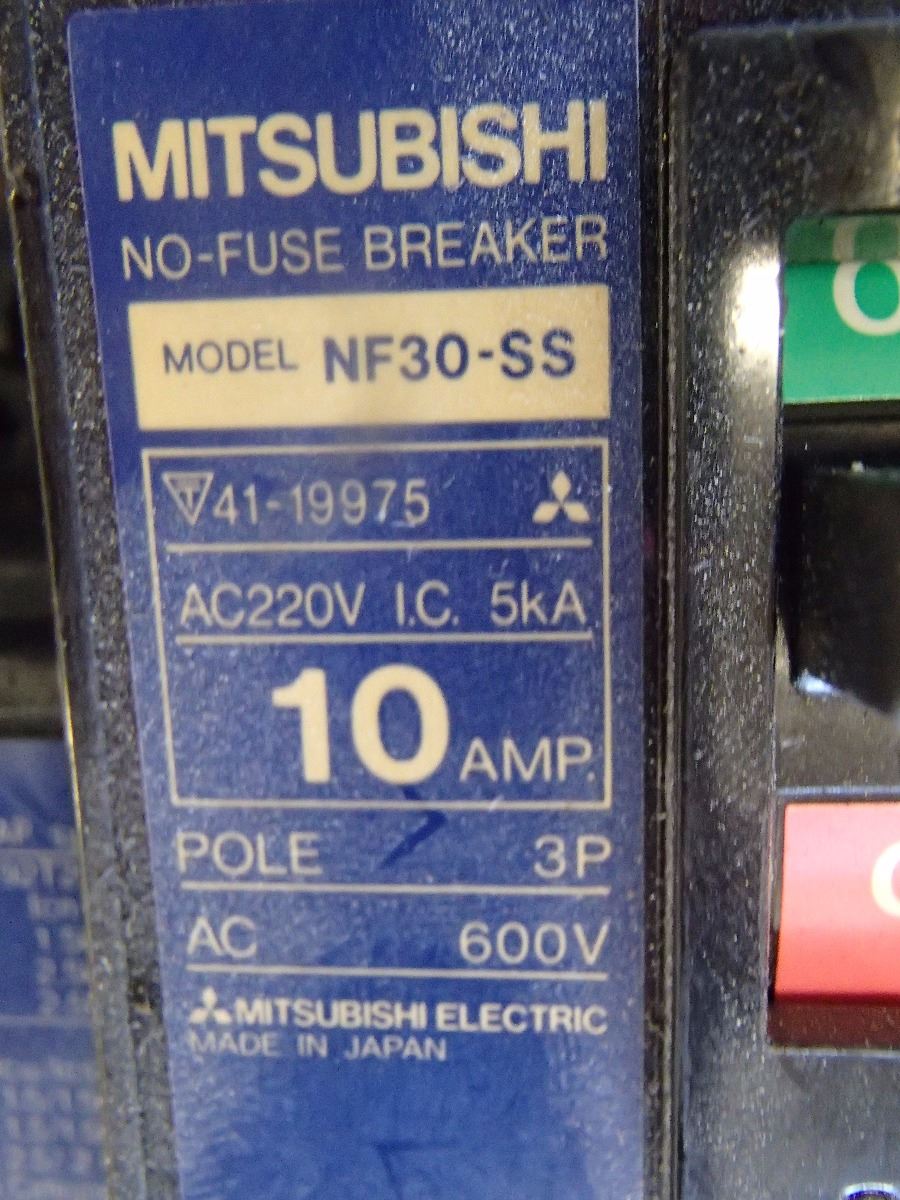 MITSUBISHI
NO-FUSE BREAKER
MODEL NF30-SS
T 41-19975
AC220V I.C. 5kA
10 AMP.
POLE 3P
AC 600V
MITSUBISHI ELECTRIC
MADE IN JAPAN